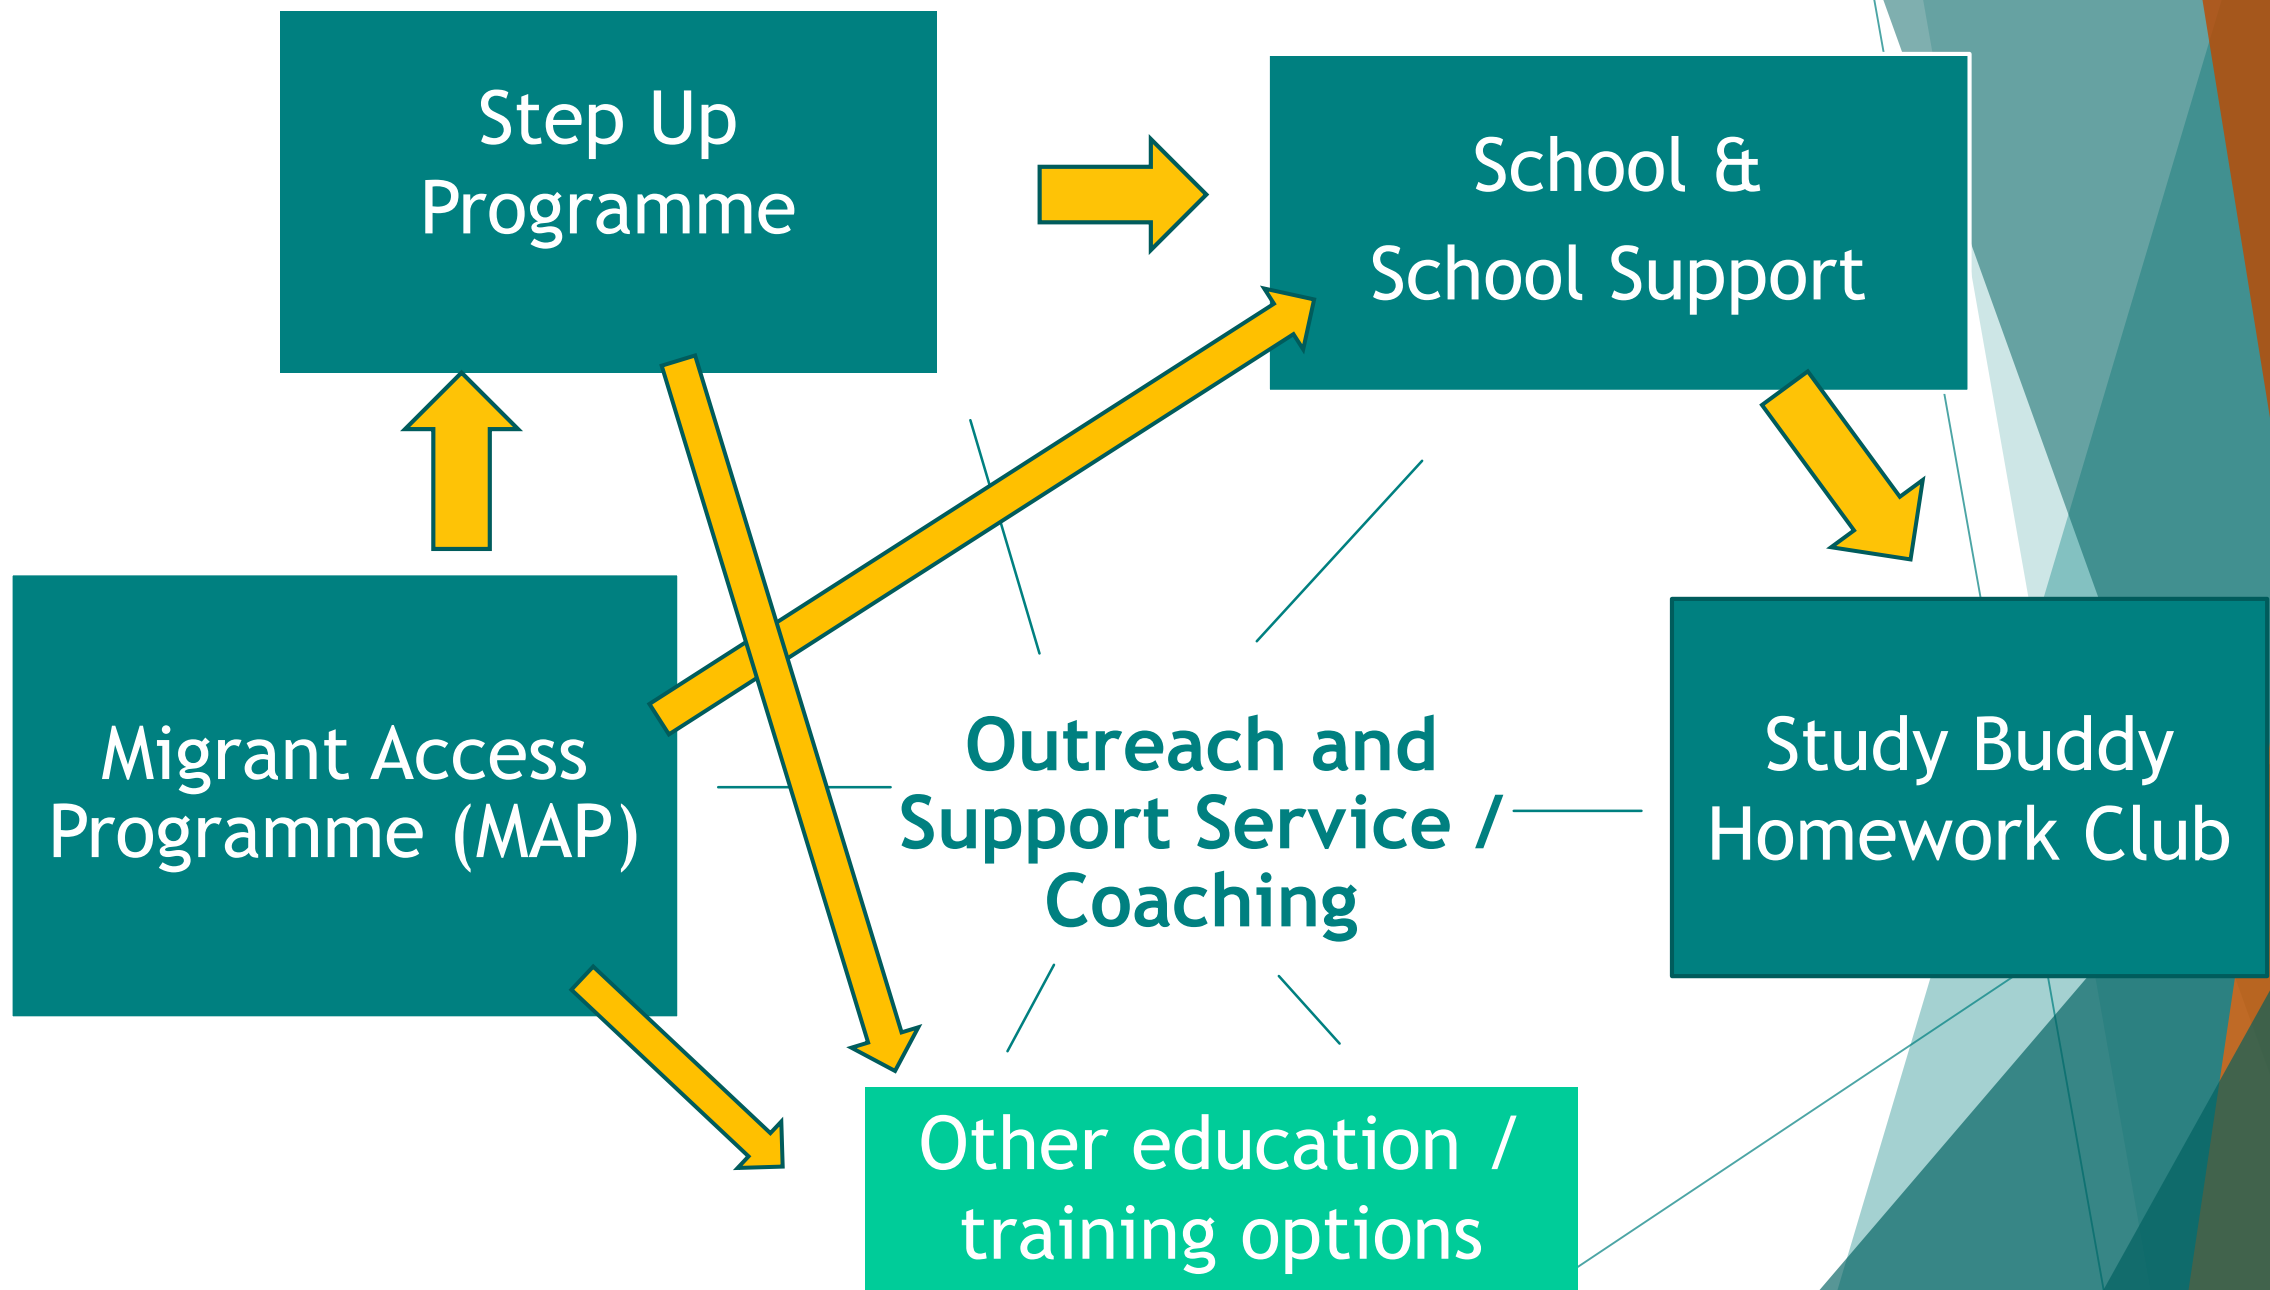 Step Up
Programme
School &
School Support
Migrant Access
Programme (MAP)
Outreach and
Support Service /
Coaching
Study Buddy
Homework Club
Other education /
training options